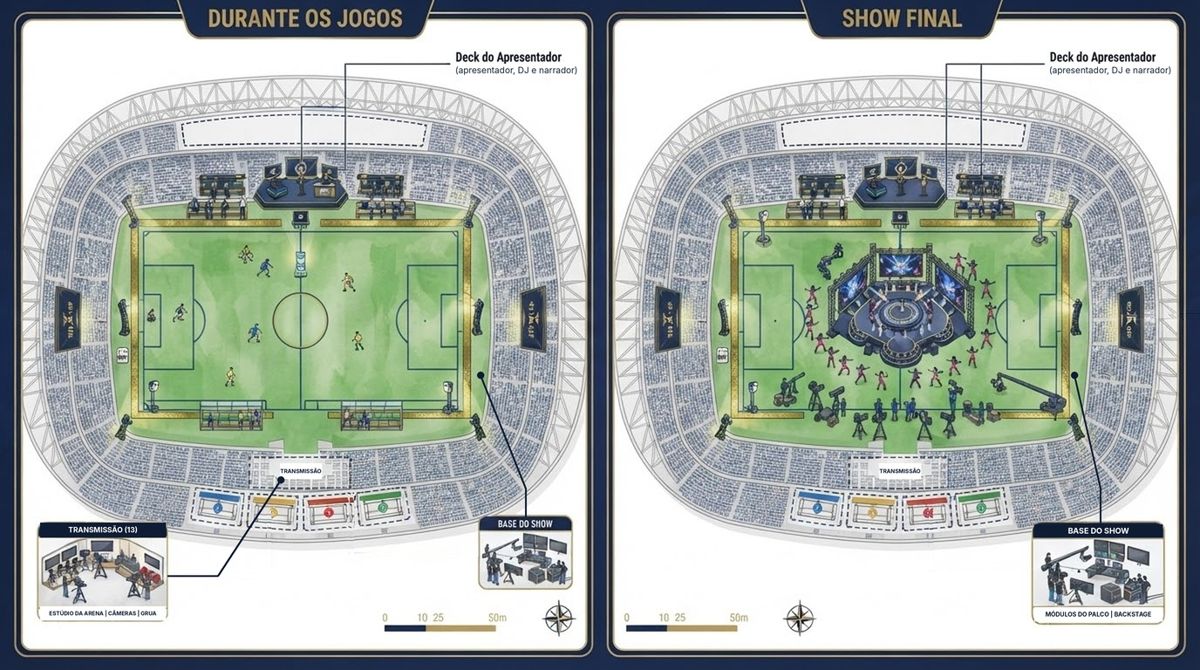 DURANTE OS JOGOS
Deck do Apresentador
(apresentador, DJ e narrador)
TRANSMISSÃO
TRANSMISSÃO (13)
ESTÚDIO DA ARENA | CÂMERAS | GRUA
BASE DO SHOW
0 10 25 50m
SHOW FINAL
Deck do Apresentador
(apresentador, DJ e narrador)
TRANSMISSÃO
BASE DO SHOW
MÓDULOS DO PALCO | BACKSTAGE
0 10 25 50m